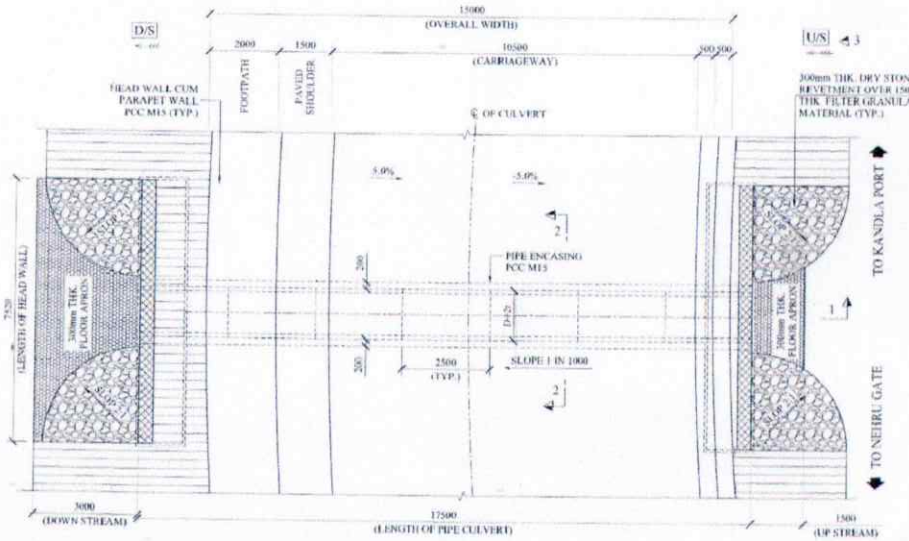 15000
(OVERALL WIDTH)
D/S
U/S
3
2000
1500
10500
500
500
(CARRIAGEWAY)
FOOTPATH
PAVED
SHOULDER
HEAD WALL CUM
PARAPET WALL
PCC M15 (TYP.)
300mm THK. DRY STON
REVETMENT OVER 150
THK. FILTER GRANULA
MATERIAL (TYP.)
℄ OF CULVERT
5.0%
-5.0%
2
TO KANDLA PORT
PIPE ENCASING
PCC M15
200
D+2t
200
7520
(LENGTH OF HEAD WALL)
300mm THK.
FLOOR APRON
300mm THK.
FLOOR APRON
1
2500
(TYP.)
SLOPE 1 IN 1000
2
TO NEHRU GATE
3000
(DOWN STREAM)
17500
(LENGTH OF PIPE CULVERT)
1500
(UP STREAM)